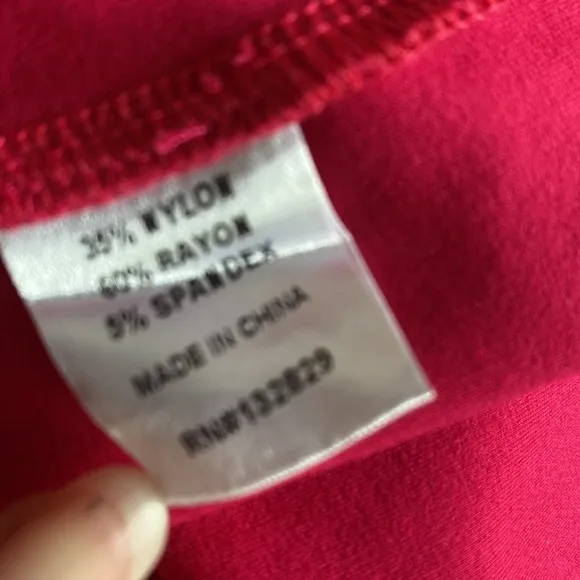 35% NYLON
60% RAYON
5% SPANDEX
MADE IN CHINA
RN#132829